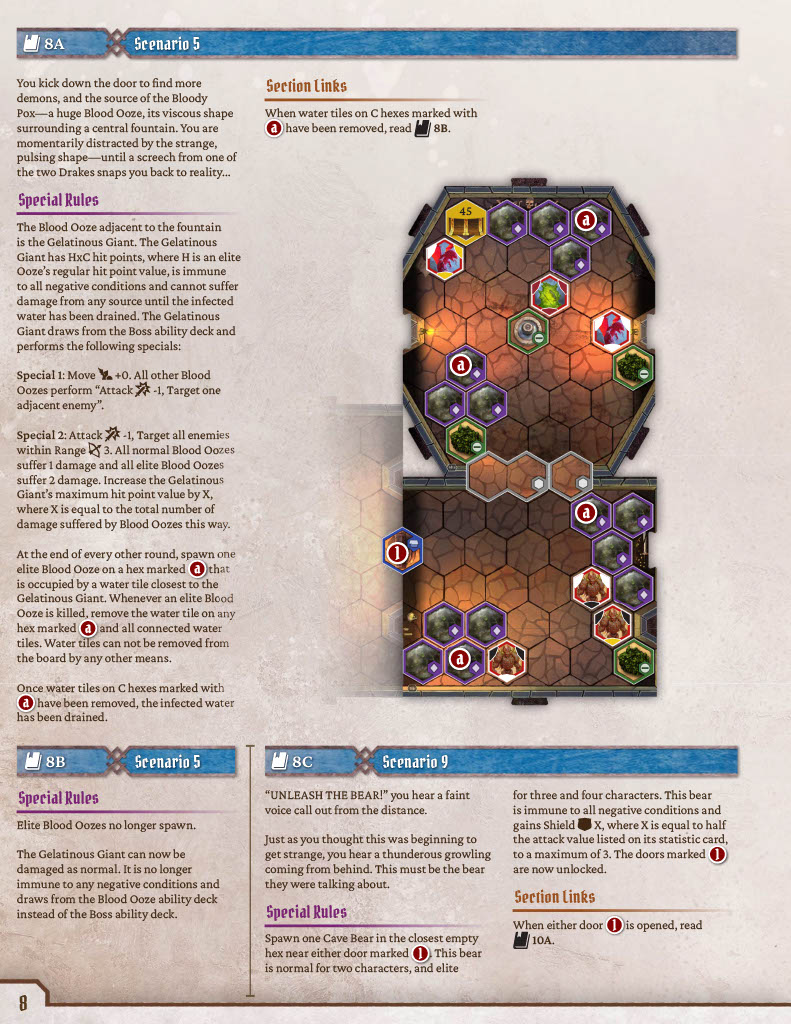 8A
Scenario 5
You kick down the door to find more
demons, and the source of the Bloody
Pox—a huge Blood Ooze, its viscous shape
surrounding a central fountain. You are
momentarily distracted by the strange,
pulsing shape—until a screech from one of
the two Drakes snaps you back to reality...
Special Rules
The Blood Ooze adjacent to the fountain
is the Gelatinous Giant. The Gelatinous
Giant has HxC hit points, where H is an elite
Ooze's regular hit point value, is immune
to all negative conditions and cannot suffer
damage from any source until the infected
water has been drained. The Gelatinous
Giant draws from the Boss ability deck and
performs the following specials:
Special 1: Move +0. All other Blood
Oozes perform “Attack -1, Target one
adjacent enemy”.
Special 2: Attack -1, Target all enemies
within Range 3. All normal Blood Oozes
suffer 1 damage and all elite Blood Oozes
suffer 2 damage. Increase the Gelatinous
Giant's maximum hit point value by X,
where X is equal to the total number of
damage suffered by Blood Oozes this way.
At the end of every other round, spawn one
elite Blood Ooze on a hex marked a that
is occupied by a water tile closest to the
Gelatinous Giant. Whenever an elite Blood
Ooze is killed, remove the water tile on any
hex marked a and all connected water
tiles. Water tiles can not be removed from
the board by any other means.
Once water tiles on C hexes marked with
a have been removed, the infected water
has been drained.
Section Links
When water tiles on C hexes marked with
a have been removed, read 8B.
45
a
a
a
1
a
8B
Scenario 5
Special Rules
Elite Blood Oozes no longer spawn.
The Gelatinous Giant can now be
damaged as normal. It is no longer
immune to any negative conditions and
draws from the Blood Ooze ability deck
instead of the Boss ability deck.
8C
Scenario 9
“UNLEASH THE BEAR!” you hear a faint
voice call out from the distance.
Just as you thought this was beginning to
get strange, you hear a thunderous growling
coming from behind. This must be the bear
they were talking about.
Special Rules
Spawn one Cave Bear in the closest empty
hex near either door marked 1. This bear
is normal for two characters, and elite
for three and four characters. This bear
is immune to all negative conditions and
gains Shield X, where X is equal to half
the attack value listed on its statistic card,
to a maximum of 3. The doors marked 1
are now unlocked.
Section Links
When either door 1 is opened, read
10A.
8